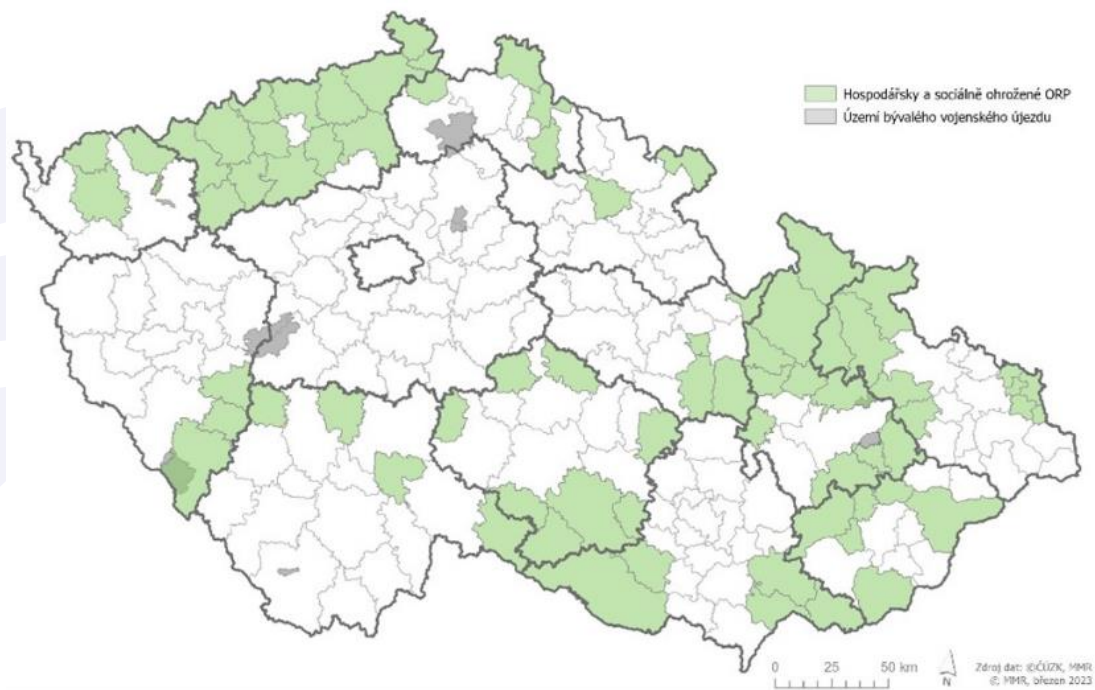 Hospodářsky a sociálně ohrožené ORP
Území bývalého vojenského újezdu
0 25 50 km
N
Zdroj dat: ©ČÚZK, MMR
© MMR, březen 2023